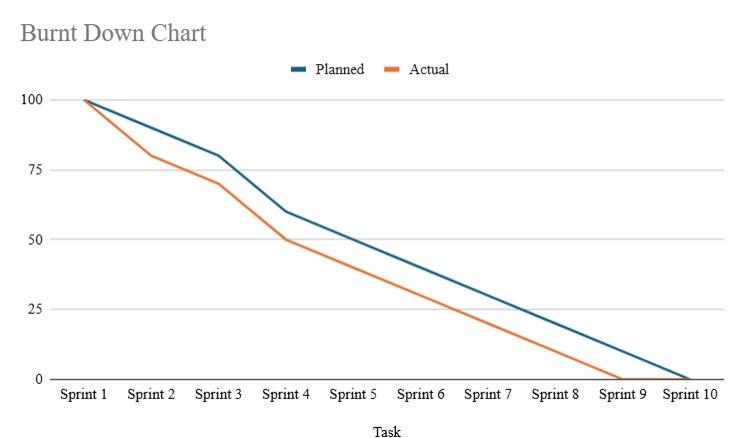 Burnt Down Chart
Planned Actual
100
75
50
25
0
Sprint 1 Sprint 2 Sprint 3 Sprint 4 Sprint 5 Sprint 6 Sprint 7 Sprint 8 Sprint 9 Sprint 10
Task